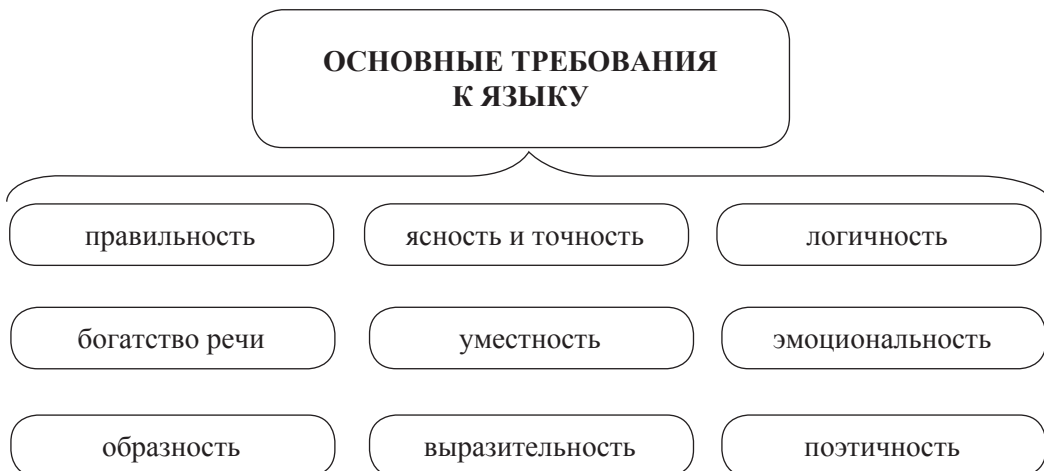 ОСНОВНЫЕ ТРЕБОВАНИЯ
К ЯЗЫКУ
правильность
ясность и точность
логичность
богатство речи
уместность
эмоциональность
образность
выразительность
поэтичность